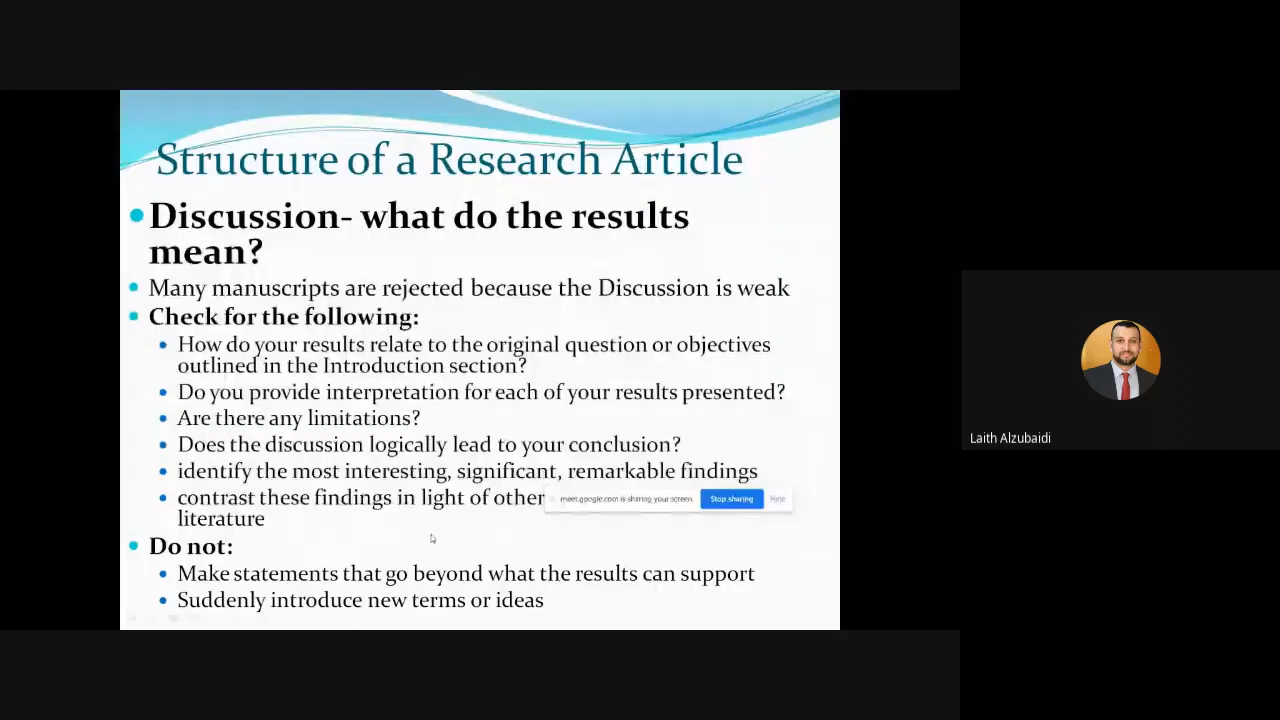 Structure of a Research Article
Discussion- what do the results
mean?
Many manuscripts are rejected because the Discussion is weak
Check for the following:
How do your results relate to the original question or objectives
outlined in the Introduction section?
Do you provide interpretation for each of your results presented?
Are there any limitations?
Does the discussion logically lead to your conclusion?
identify the most interesting, significant, remarkable findings
contrast these findings in light of other
meet.google.com is sharing your screen. Stop sharing Hide
literature
Do not:
Make statements that go beyond what the results can support
Suddenly introduce new terms or ideas
Laith Alzubaidi